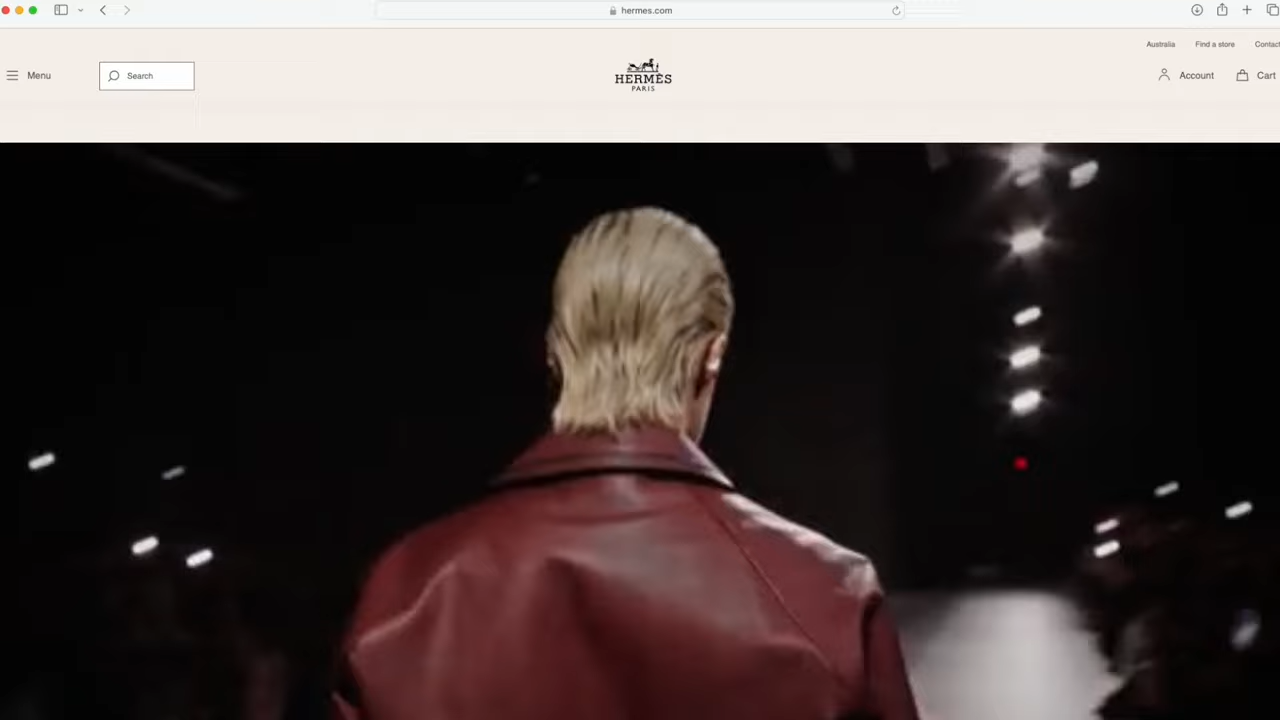 hermes.com
Australia Find a store Contact
Menu Search HERMÈS Account Cart
PARIS